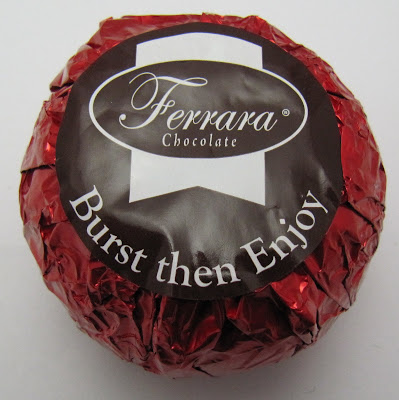 Ferrara®
Chocolate
Burst then Enjoy